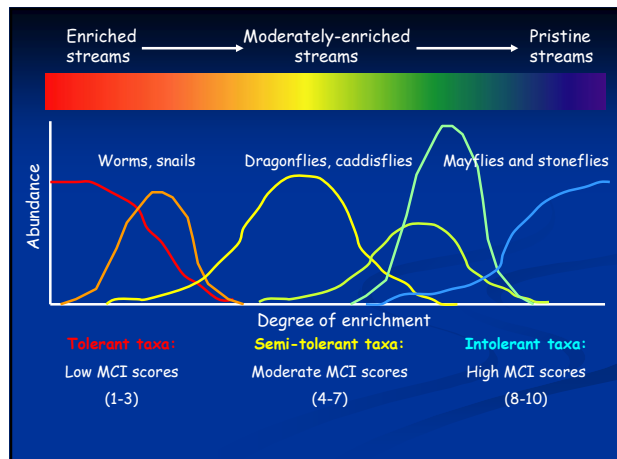 Enriched streams
Moderately-enriched streams
Pristine streams
Worms, snails
Dragonflies, caddisflies
Mayflies and stoneflies
Abundance
Degree of enrichment
Tolerant taxa:
Semi-tolerant taxa:
Intolerant taxa:
Low MCI scores
Moderate MCI scores
High MCI scores
(1-3)
(4-7)
(8-10)